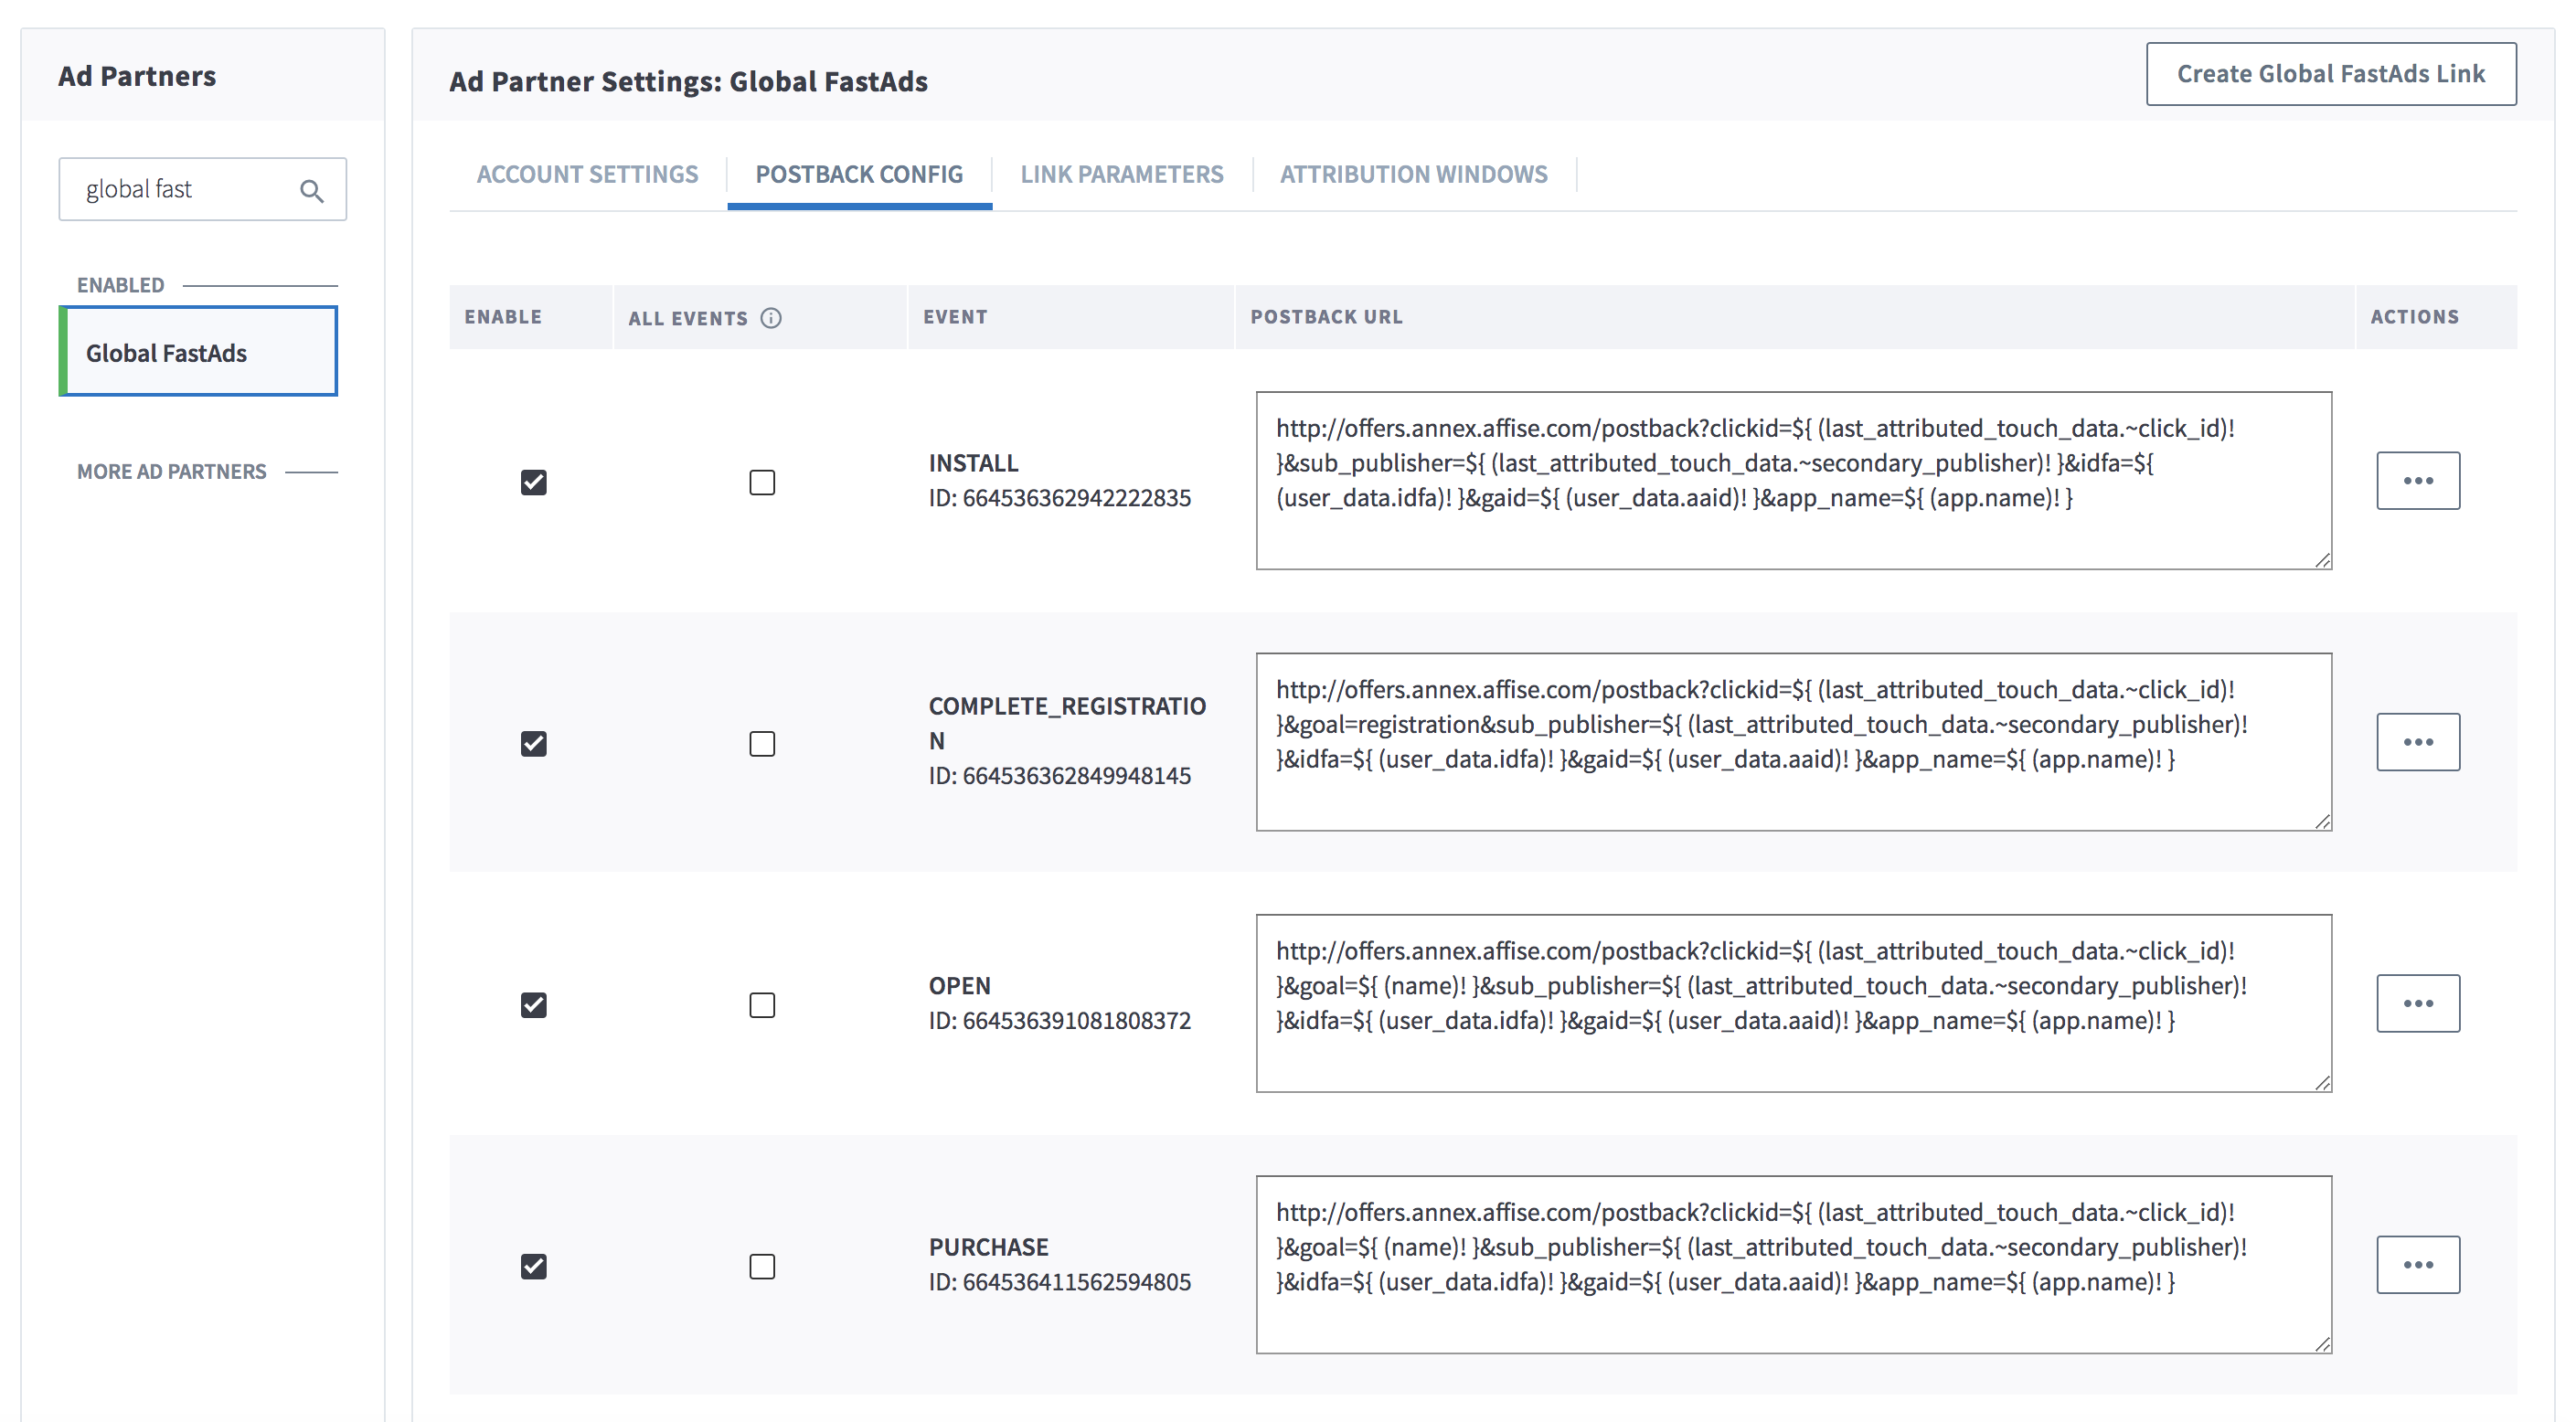 Ad Partners
global fast
ENABLED
Global FastAds
MORE AD PARTNERS
Ad Partner Settings: Global FastAds
Create Global FastAds Link
ACCOUNT SETTINGS
POSTBACK CONFIG
LINK PARAMETERS
ATTRIBUTION WINDOWS
ENABLE
ALL EVENTS
EVENT
POSTBACK URL
ACTIONS
INSTALL
ID: 664536362942222835
http://offers.annex.affise.com/postback?clickid=${ (last_attributed_touch_data.~click_id)!
}&sub_publisher=${ (last_attributed_touch_data.~secondary_publisher)! }&idfa=${
(user_data.idfa)! }&gaid=${ (user_data.aaid)! }&app_name=${ (app.name)! }
COMPLETE_REGISTRATIO
N
ID: 664536362849948145
http://offers.annex.affise.com/postback?clickid=${ (last_attributed_touch_data.~click_id)!
}&goal=registration&sub_publisher=${ (last_attributed_touch_data.~secondary_publisher)!
}&idfa=${ (user_data.idfa)! }&gaid=${ (user_data.aaid)! }&app_name=${ (app.name)! }
OPEN
ID: 664536391081808372
http://offers.annex.affise.com/postback?clickid=${ (last_attributed_touch_data.~click_id)!
}&goal=${ (name)! }&sub_publisher=${ (last_attributed_touch_data.~secondary_publisher)!
}&idfa=${ (user_data.idfa)! }&gaid=${ (user_data.aaid)! }&app_name=${ (app.name)! }
PURCHASE
ID: 664536411562594805
http://offers.annex.affise.com/postback?clickid=${ (last_attributed_touch_data.~click_id)!
}&goal=${ (name)! }&sub_publisher=${ (last_attributed_touch_data.~secondary_publisher)!
}&idfa=${ (user_data.idfa)! }&gaid=${ (user_data.aaid)! }&app_name=${ (app.name)! }